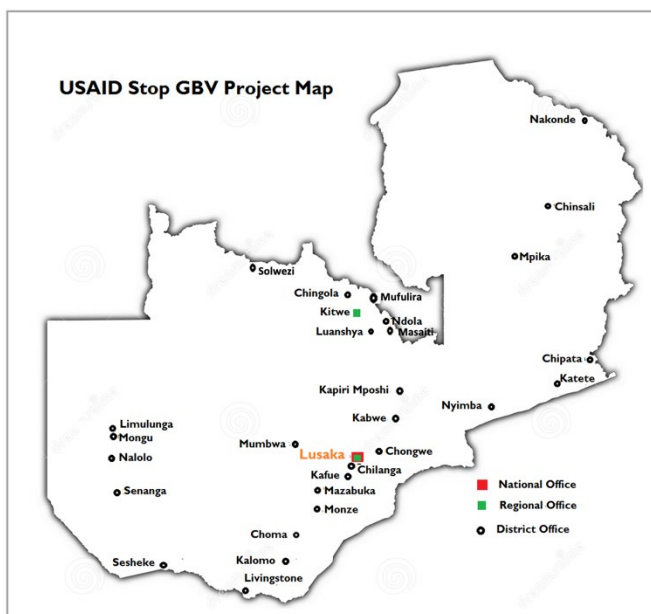 USAID Stop GBV Project Map
Nakonde
Chinsali
Mpika
Solwezi
Chingola
Mufulira
Kitwe
Ndola
Luanshya
Masaiti
Chipata
Katete
Kapiri Mposhi
Nyimba
Kabwe
Limulunga
Mongu
Mumbwa
Chongwe
Lusaka
Nalolo
Chilanga
Kafue
National Office
Senanga
Mazabuka
Regional Office
Monze
District Office
Choma
Sesheke
Kalomo
Livingstone